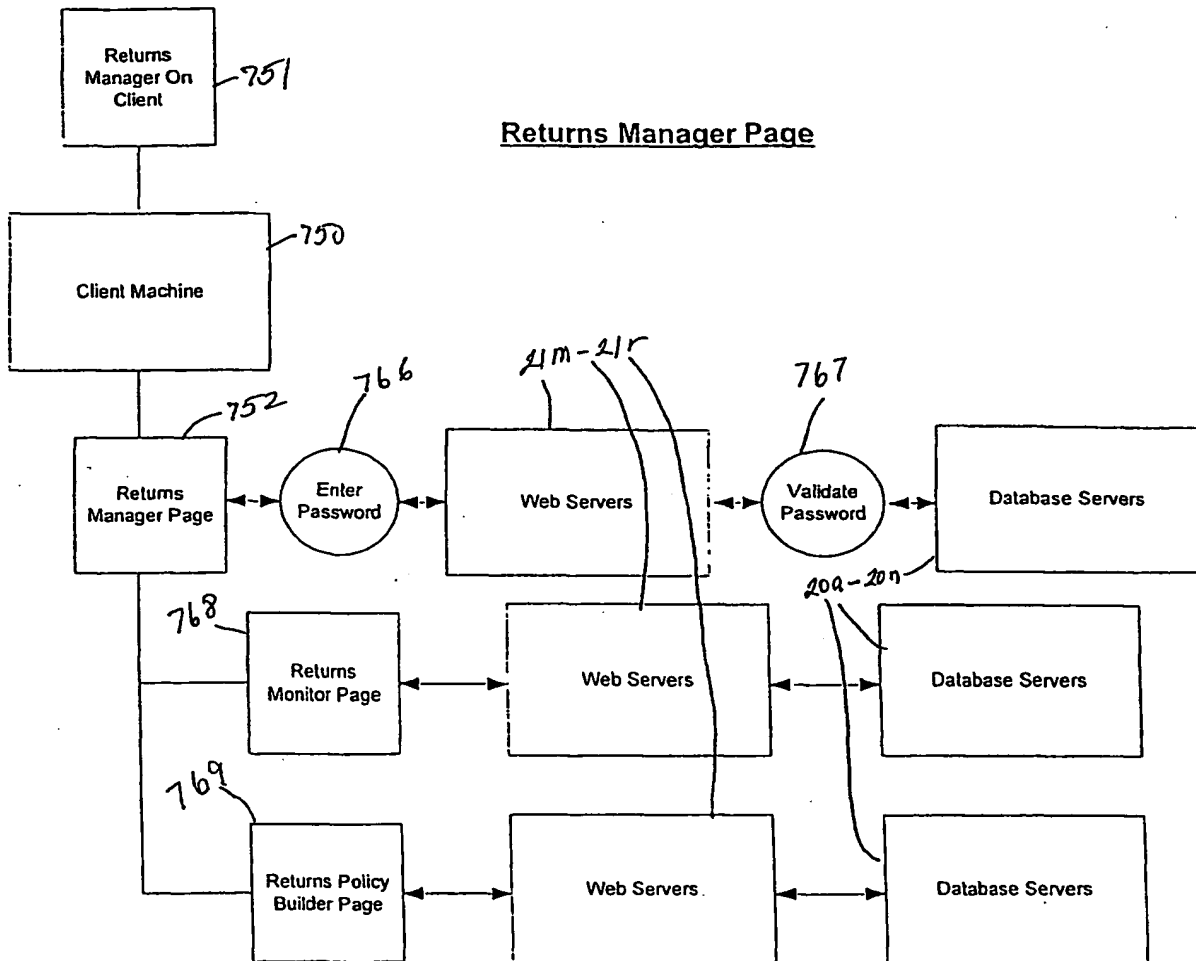 Returns
Manager On
Client
751
Returns Manager Page
750
Client Machine
21m-21r
767
766
752
Returns
Manager Page
Enter
Password
Web Servers
Validate
Password
Database Servers
20a-20n
768
Returns
Monitor Page
Web Servers
Database Servers
769
Returns Policy
Builder Page
Web Servers
Database Servers